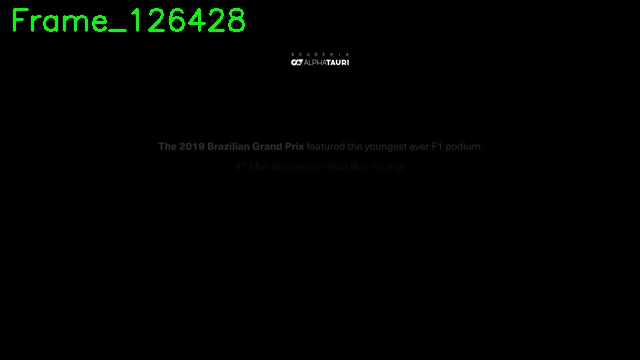 Frame_126428
SCUDERIA
ALPHATAURI
The 2019 Brazilian Grand Prix featured the youngest ever F1 podium:
1st Max Verstappen (Red Bull Racing)